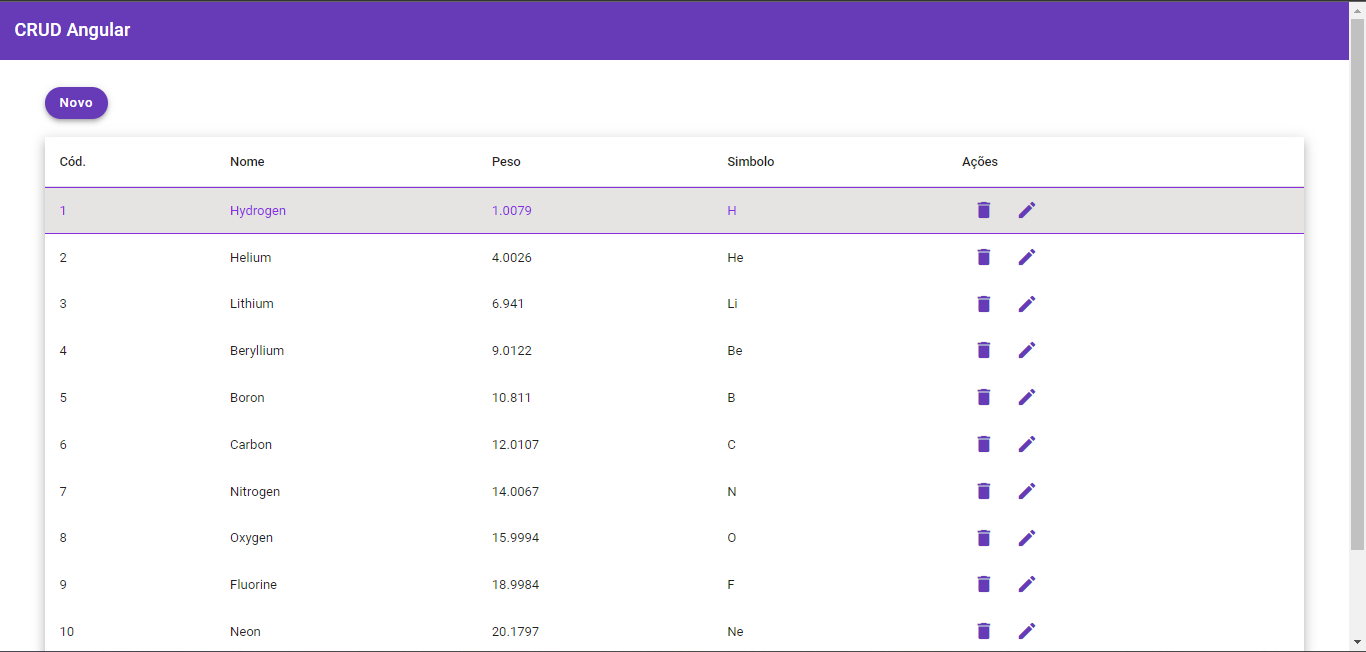 CRUD Angular
Novo
Cód. Nome Peso Simbolo Ações
1 Hydrogen 1.0079 H
2 Helium 4.0026 He
3 Lithium 6.941 Li
4 Beryllium 9.0122 Be
5 Boron 10.811 B
6 Carbon 12.0107 C
7 Nitrogen 14.0067 N
8 Oxygen 15.9994 O
9 Fluorine 18.9984 F
10 Neon 20.1797 Ne